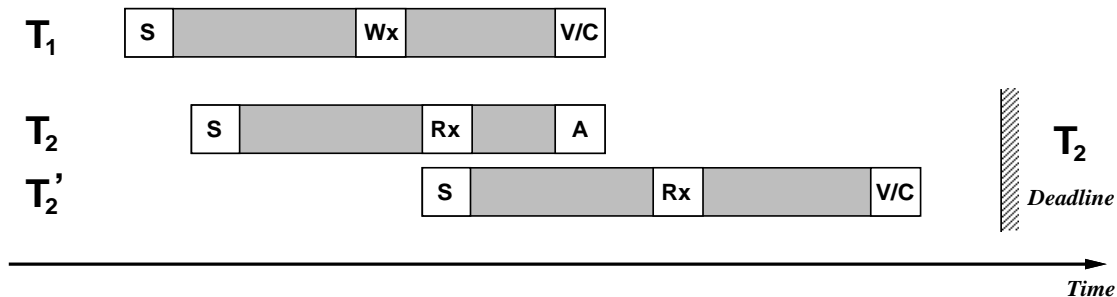 T1 S Wx V/C
T2 S Rx A T2
T2' S Rx V/C Deadline
Time